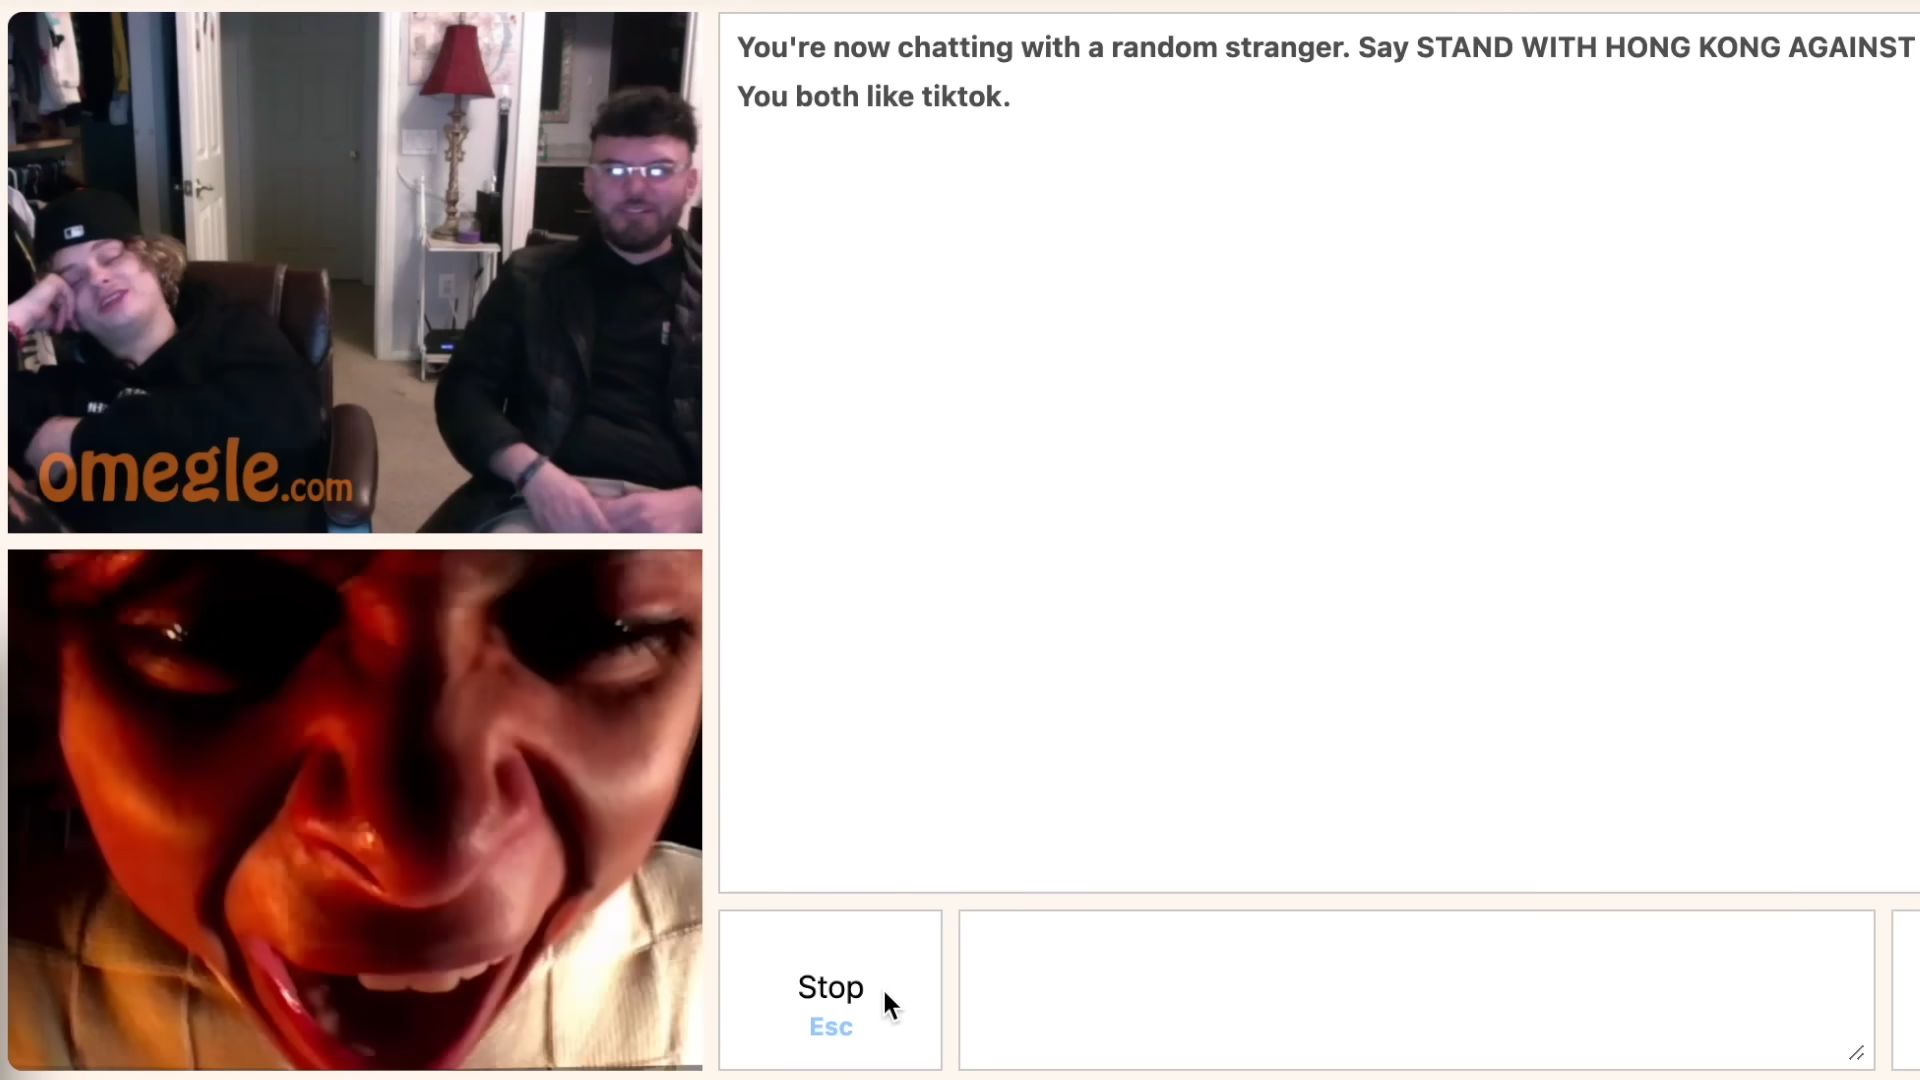 You're now chatting with a random stranger. Say STAND WITH HONG KONG AGAINST
You both like tiktok.
omegle.com
Stop
Esc